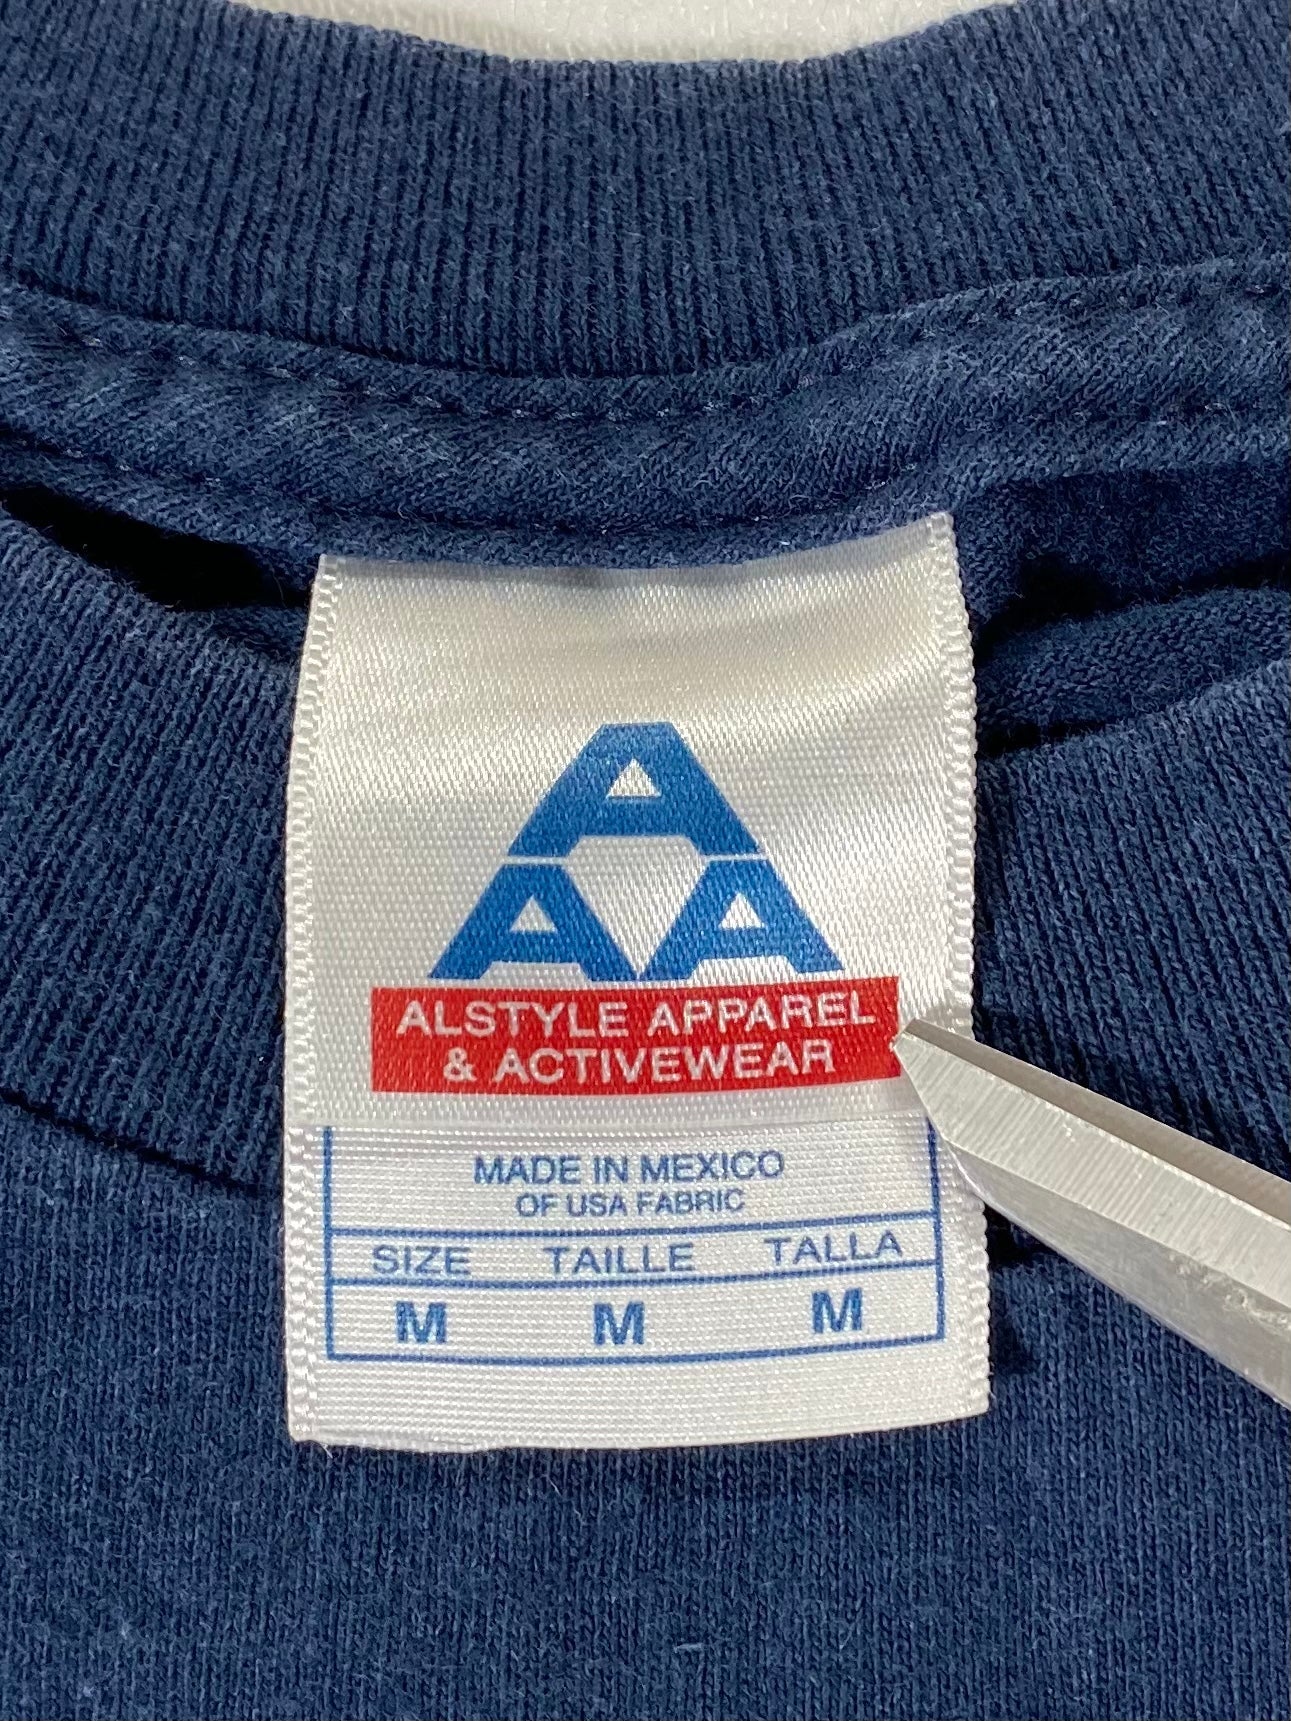 A
A A
ALSTYLE APPAREL
& ACTIVEWEAR
MADE IN MEXICO
OF USA FABRIC
SIZE TAILLE TALLA
M M M